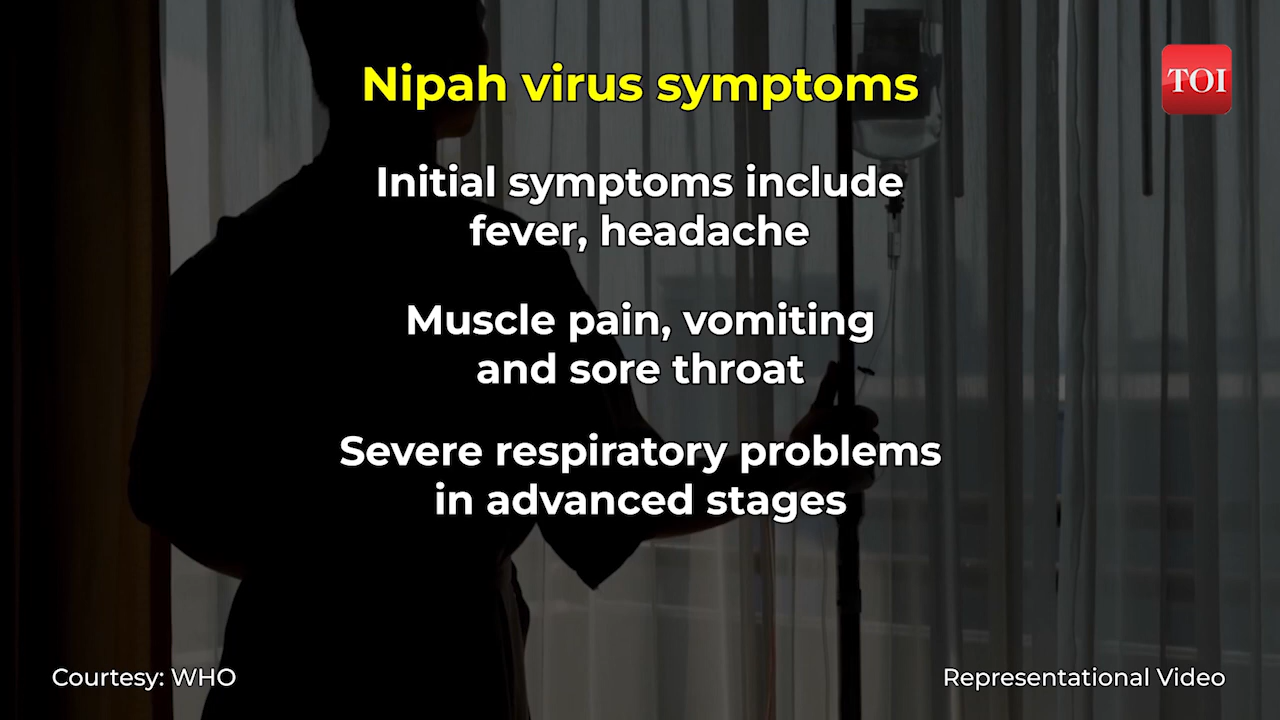 Nipah virus symptoms
TOI
Initial symptoms include
fever, headache
Muscle pain, vomiting
and sore throat
Severe respiratory problems
in advanced stages
Courtesy: WHO
Representational Video